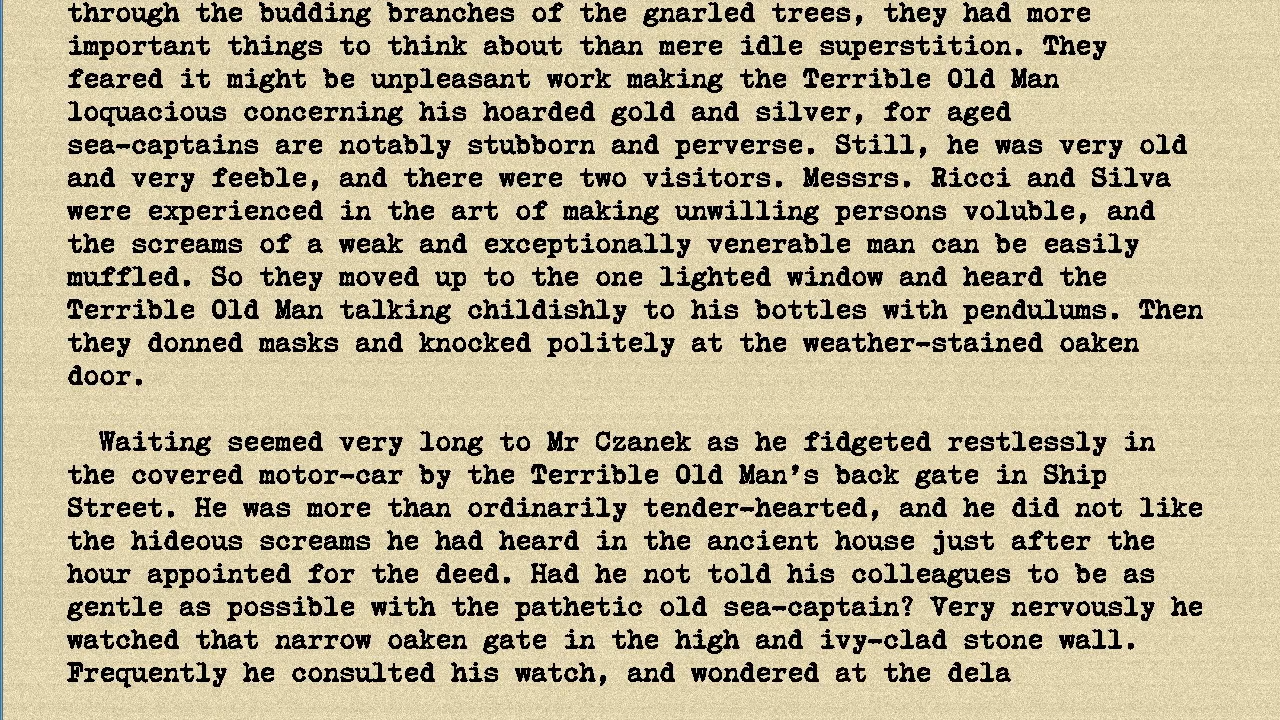 through the budding branches of the gnarled trees, they had more
important things to think about than mere idle superstition. They
feared it might be unpleasant work making the Terrible Old Man
loquacious concerning his hoarded gold and silver, for aged
sea-captains are notably stubborn and perverse. Still, he was very old
and very feeble, and there were two visitors. Messrs. Ricci and Silva
were experienced in the art of making unwilling persons voluble, and
the screams of a weak and exceptionally venerable man can be easily
muffled. So they moved up to the one lighted window and heard the
Terrible Old Man talking childishly to his bottles with pendulums. Then
they donned masks and knocked politely at the weather-stained oaken
door.
Waiting seemed very long to Mr Czanek as he fidgeted restlessly in
the covered motor-car by the Terrible Old Man's back gate in Ship
Street. He was more than ordinarily tender-hearted, and he did not like
the hideous screams he had heard in the ancient house just after the
hour appointed for the deed. Had he not told his colleagues to be as
gentle as possible with the pathetic old sea-captain? Very nervously he
watched that narrow oaken gate in the high and ivy-clad stone wall.
Frequently he consulted his watch, and wondered at the dela